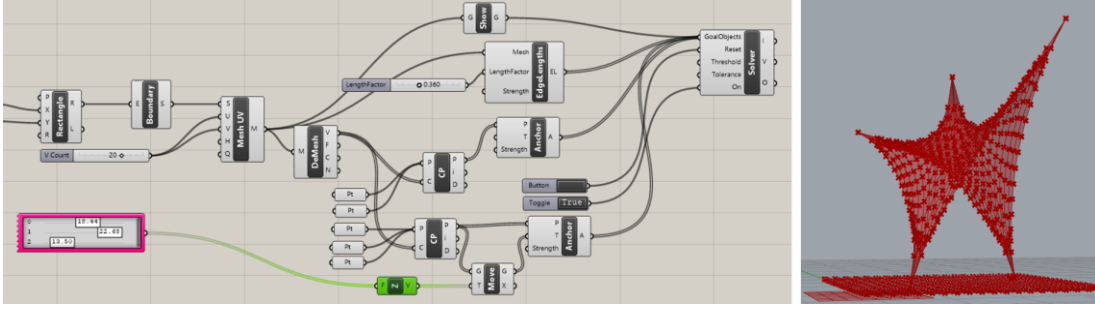 G Show G
Mesh
LengthFactor
Strength
EdgeLengths
EL
LengthFactor 0.360
GoalObjects
Reset
Threshold
Tolerance
On
Solver
I
V
O
P
X
Y
R
Rectangle
R
L
E Boundary S
S
U
V
H
Q
Mesh UV
M
V Count 20
M DeMesh
V
F
C
N
P
C
CP
P
i
D
P
T
Strength
Anchor
A
Button
Toggle True
Pt
Pt
Pt
Pt
Pt
P
C
CP
P
i
D
P
T
Strength
Anchor
A
0 18.44
1 22.68
2 13.50
F Z V
G
T
Move
G
X